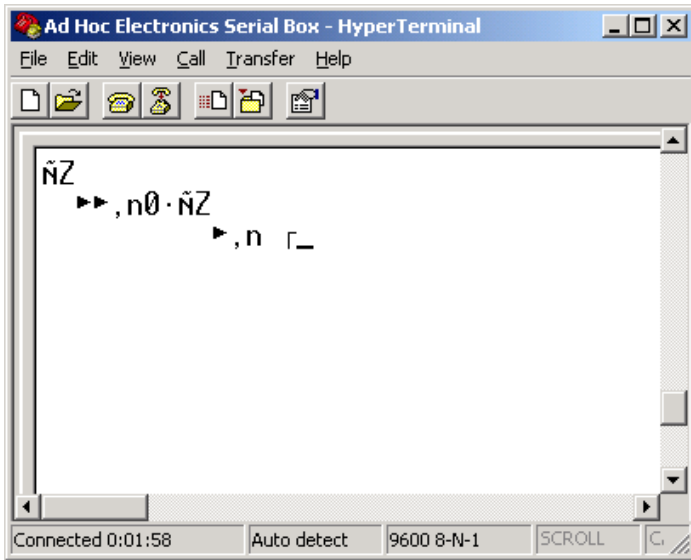 Ad Hoc Electronics Serial Box - HyperTerminal
File Edit View Call Transfer Help
ñZ
►►,n0·ñZ
►,n ┌_
Connected 0:01:58 Auto detect 9600 8-N-1 SCROLL